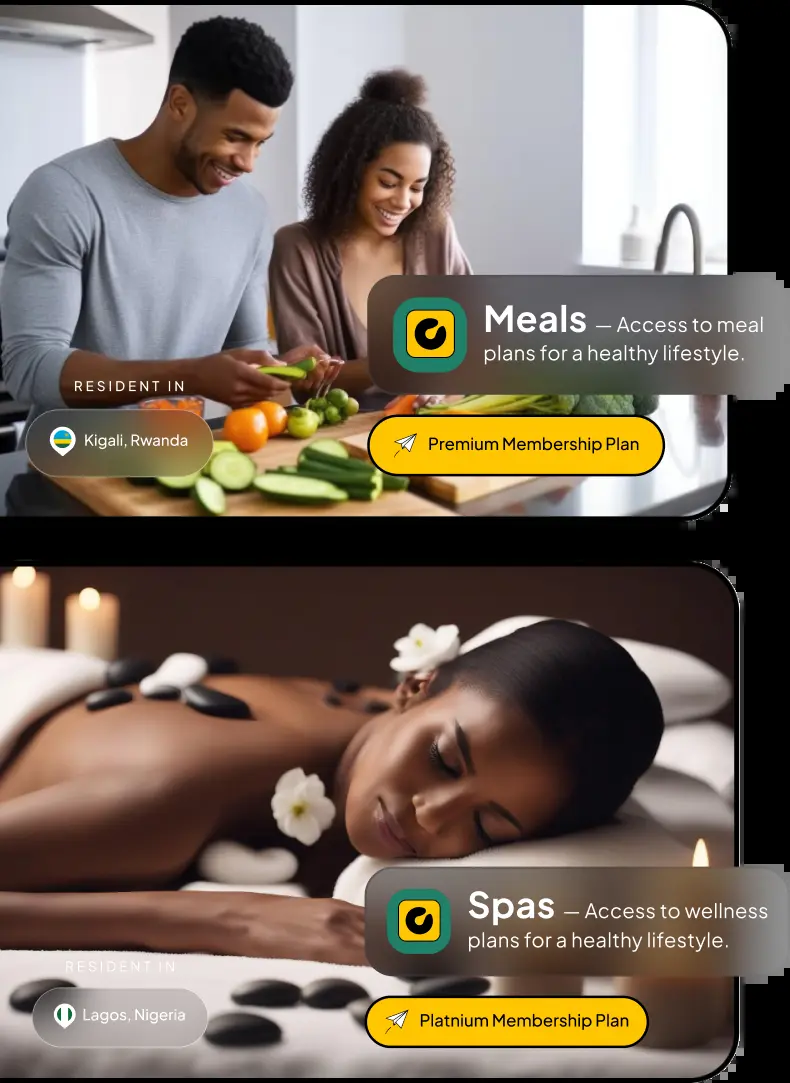 RESIDENT IN
Kigali, Rwanda
Meals — Access to meal
plans for a healthy lifestyle.
Premium Membership Plan
RESIDENT IN
Lagos, Nigeria
Spas — Access to wellness
plans for a healthy lifestyle.
Platnium Membership Plan